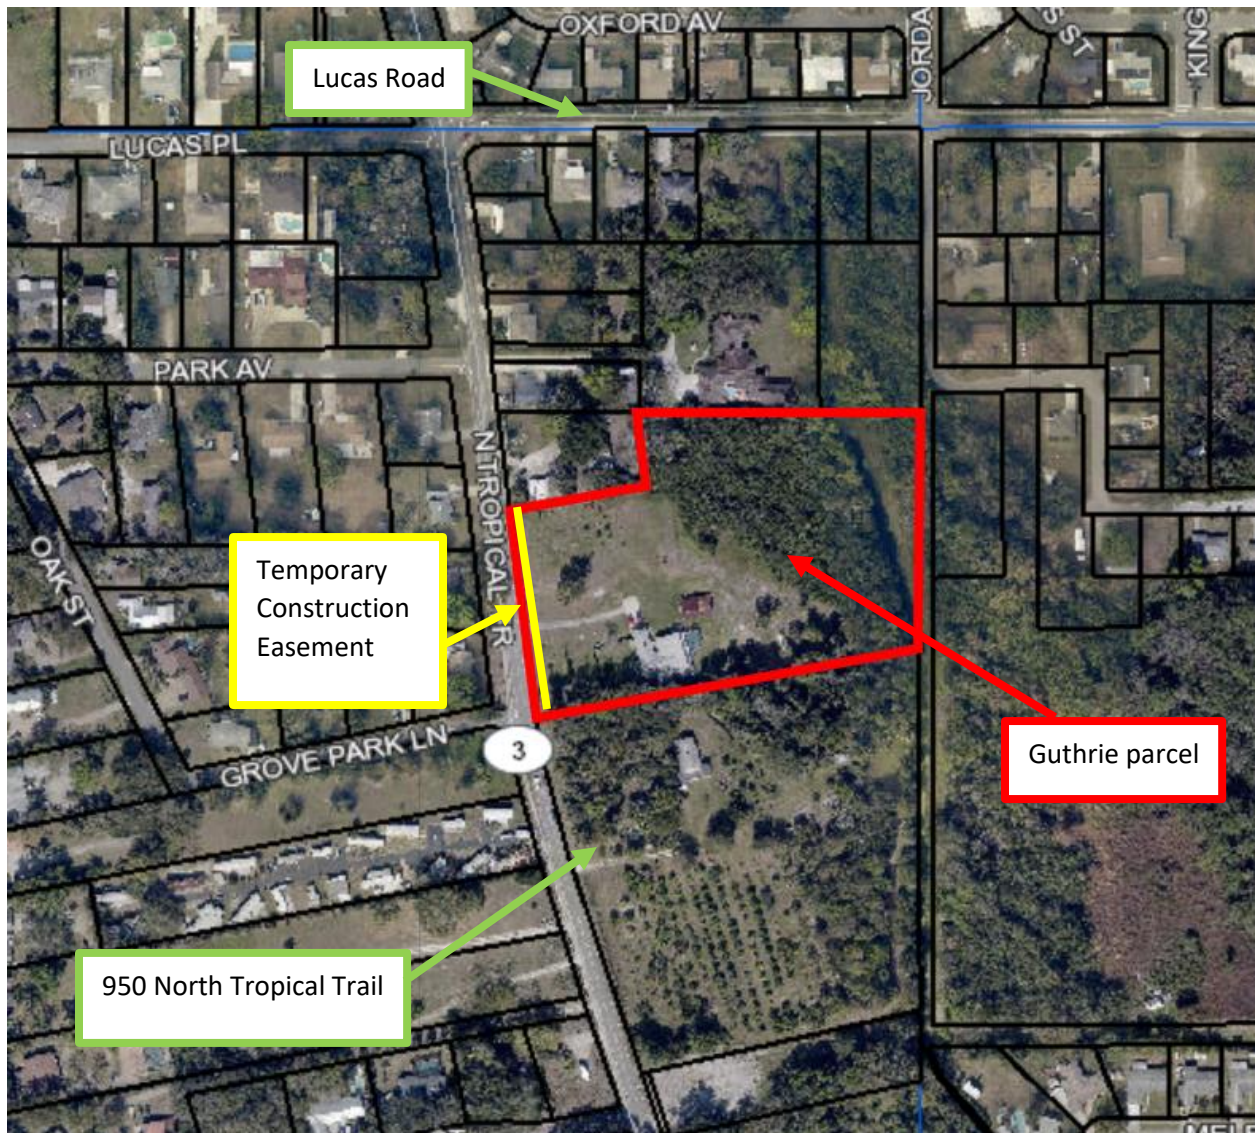 OXFORD AV
JORDA
S ST
KING
Lucas Road
LUCAS PL
PARK AV
N TROPICAL TR
OAK ST
Temporary
Construction
Easement
GROVE PARK LN
3
Guthrie parcel
950 North Tropical Trail